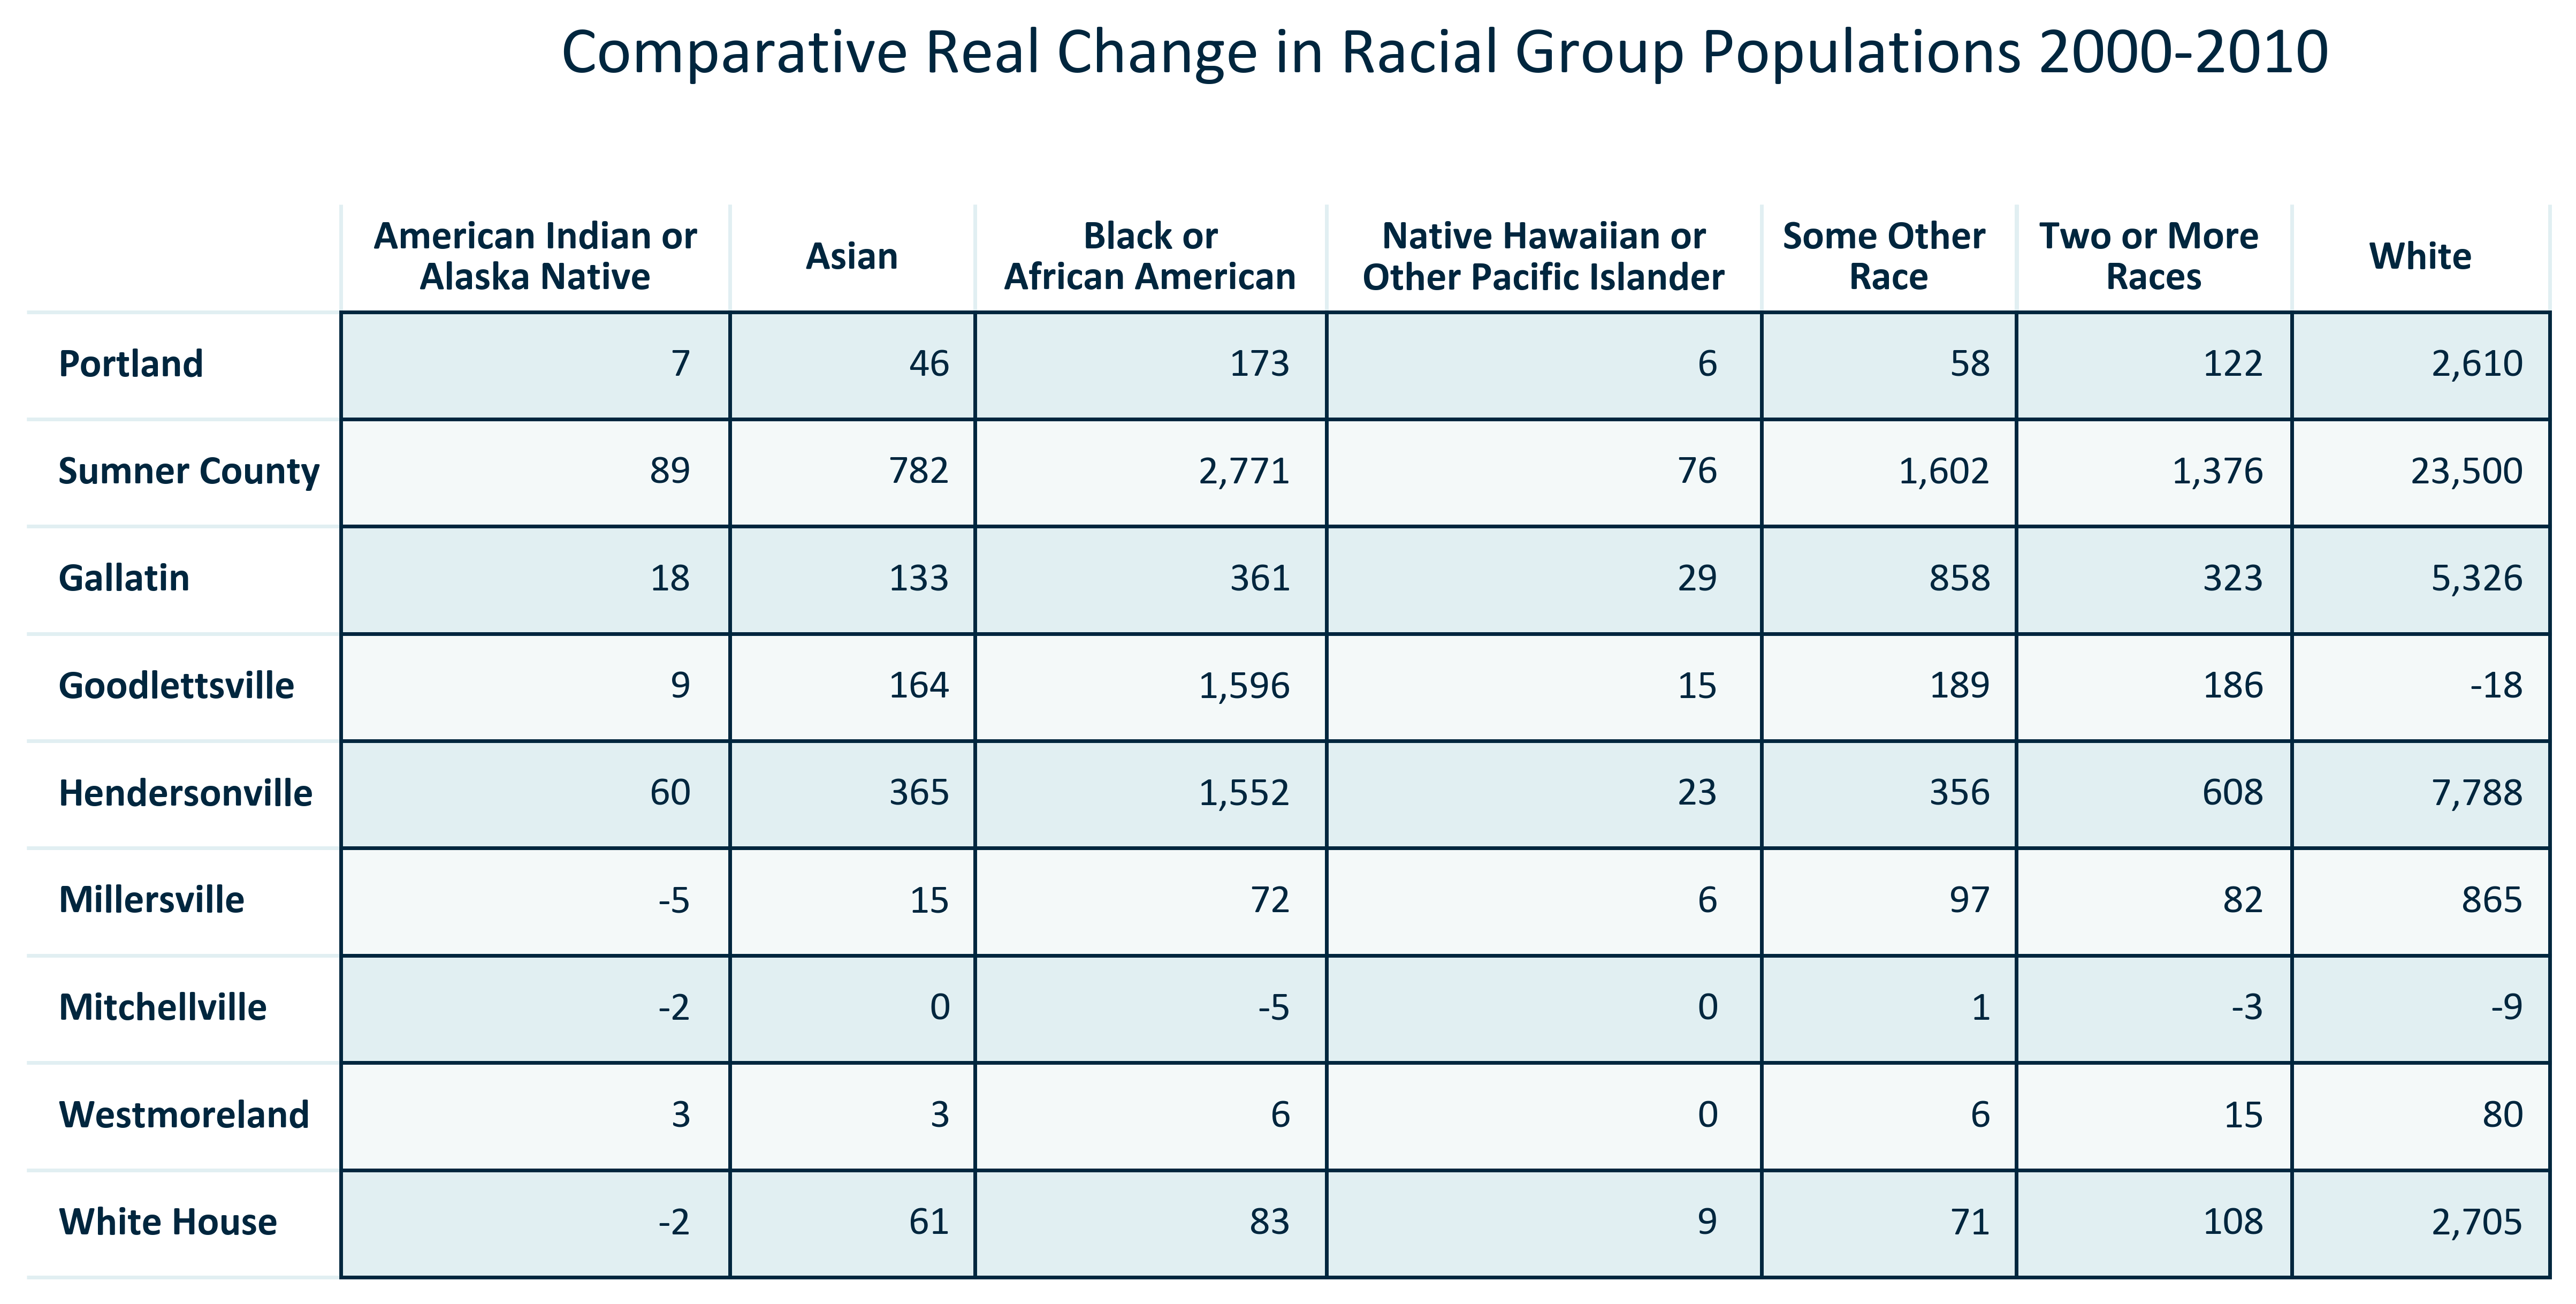 Comparative Real Change in Racial Group Populations 2000-2010
American Indian or Alaska Native Asian Black or African American Native Hawaiian or Other Pacific Islander Some Other Race Two or More Races White
Portland 7 46 173 6 58 122 2,610
Sumner County 89 782 2,771 76 1,602 1,376 23,500
Gallatin 18 133 361 29 858 323 5,326
Goodlettsville 9 164 1,596 15 189 186 -18
Hendersonville 60 365 1,552 23 356 608 7,788
Millersville -5 15 72 6 97 82 865
Mitchellville -2 0 -5 0 1 -3 -9
Westmoreland 3 3 6 0 6 15 80
White House -2 61 83 9 71 108 2,705